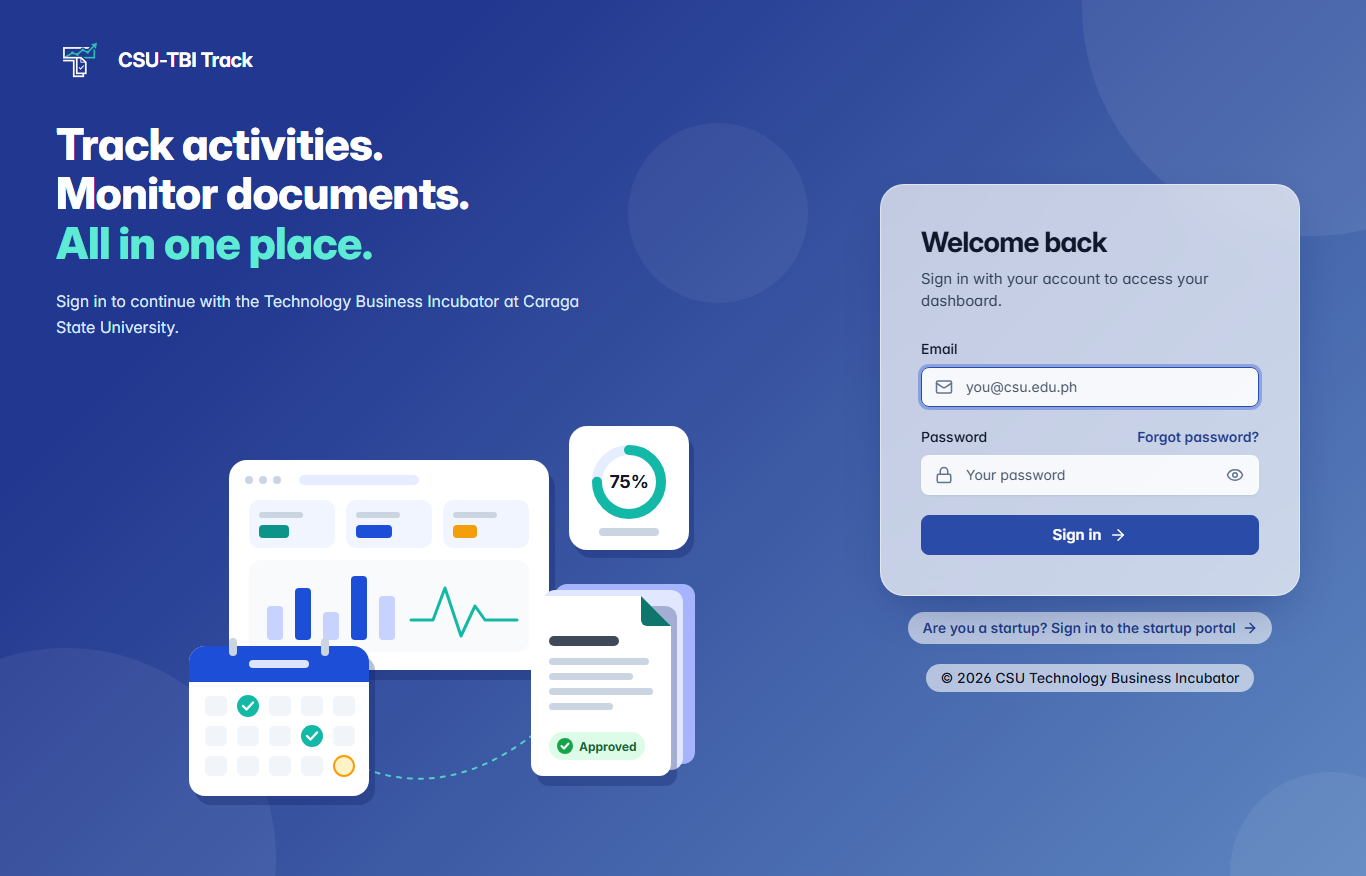 CSU-TBI Track
Track activities.
Monitor documents.
All in one place.
Sign in to continue with the Technology Business Incubator at Caraga
State University.
75%
Approved
Welcome back
Sign in with your account to access your
dashboard.
Email
you@csu.edu.ph
Password
Forgot password?
Your password
Sign in →
Are you a startup? Sign in to the startup portal →
© 2026 CSU Technology Business Incubator